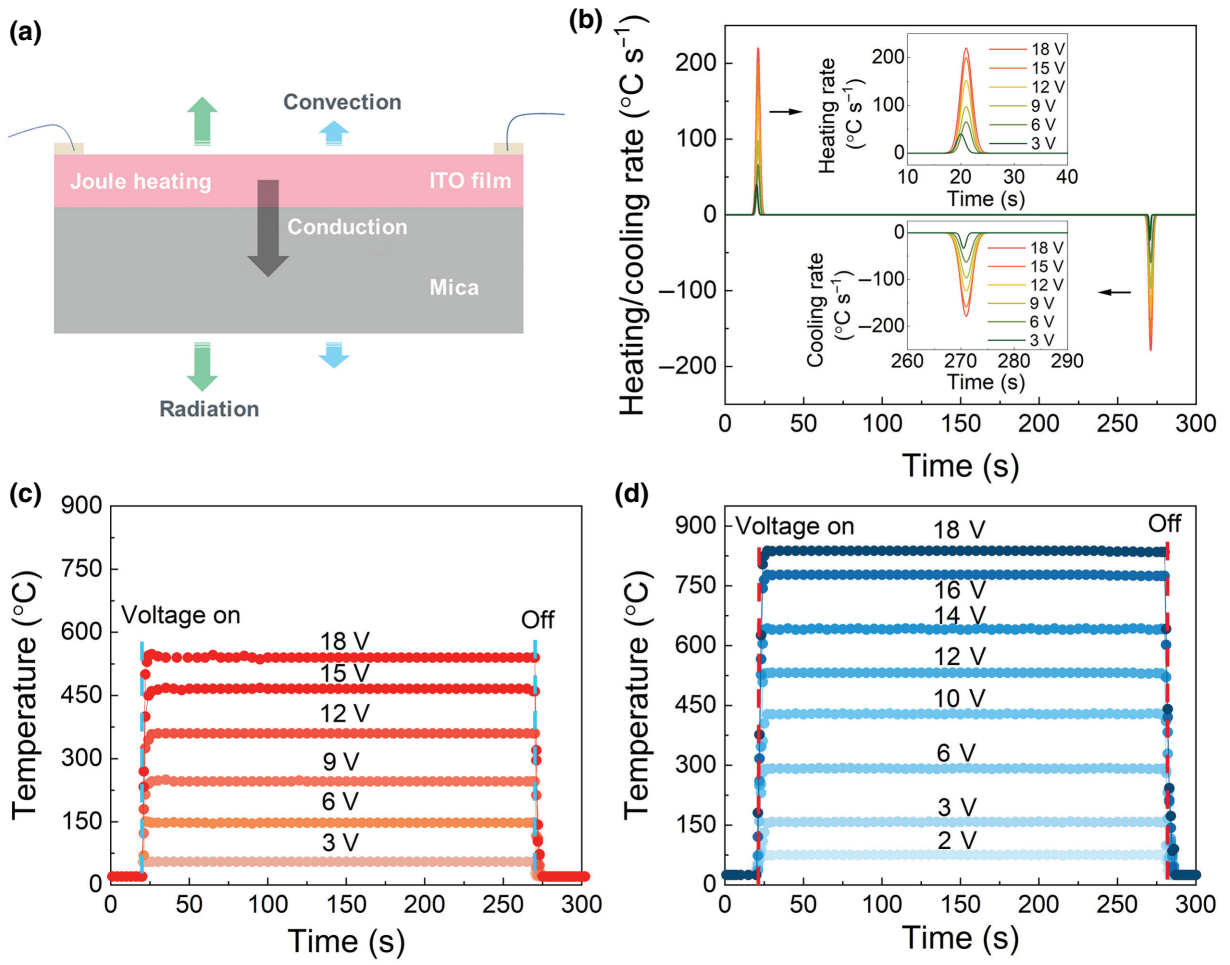 (a)
Convection
Joule heating
ITO film
Conduction
Mica
Radiation
(b)
Heating/cooling rate (°C s⁻¹)
200
100
0
−100
−200
0
50
100
150
200
250
300
Time (s)
Heating rate
(°C s⁻¹)
200
100
0
10
20
30
40
Time (s)
18 V
15 V
12 V
9 V
6 V
3 V
Cooling rate
(°C s⁻¹)
0
−100
−200
260
270
280
290
Time (s)
18 V
15 V
12 V
9 V
6 V
3 V
(c)
Temperature (°C)
900
750
600
450
300
150
0
Voltage on
Off
18 V
15 V
12 V
9 V
6 V
3 V
0
50
100
150
200
250
300
Time (s)
(d)
Temperature (°C)
900
750
600
450
300
150
0
Voltage on
Off
18 V
16 V
14 V
12 V
10 V
6 V
3 V
2 V
0
50
100
150
200
250
300
Time (s)